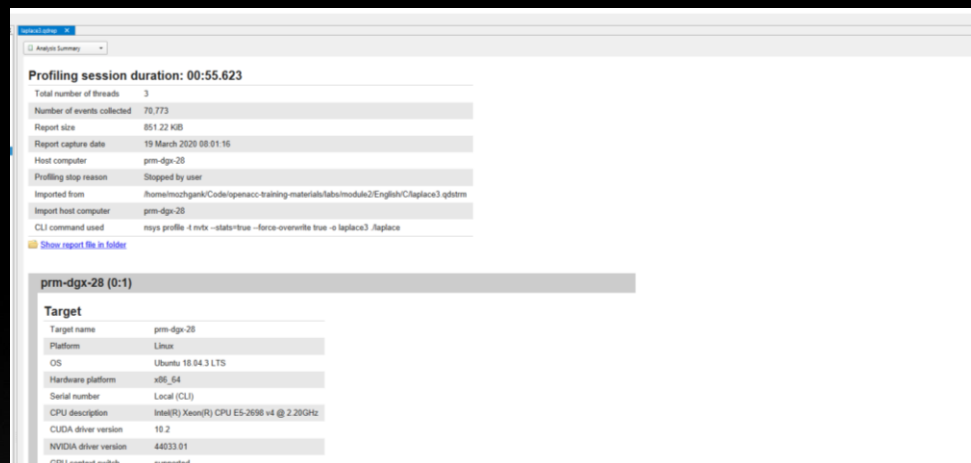 laplace3.qdrep
Analysis Summary
Profiling session duration: 00:55.623
Total number of threads 3
Number of events collected 70,773
Report size 851.22 KiB
Report capture date 19 March 2020 08:01:16
Host computer prm-dgx-28
Profiling stop reason Stopped by user
Imported from /home/mozhgank/Code/openacc-training-materials/labs/module2/English/C/laplace3.qdstrm
Import host computer prm-dgx-28
CLI command used nsys profile -t nvtx --stats=true --force-overwrite true -o laplace3 ./laplace
Show report file in folder
prm-dgx-28 (0:1)
Target
Target name prm-dgx-28
Platform Linux
OS Ubuntu 18.04.3 LTS
Hardware platform x86_64
Serial number Local (CLI)
CPU description Intel(R) Xeon(R) CPU E5-2698 v4 @ 2.20GHz
CUDA driver version 10.2
NVIDIA driver version 44033.01
GPU context switch supported